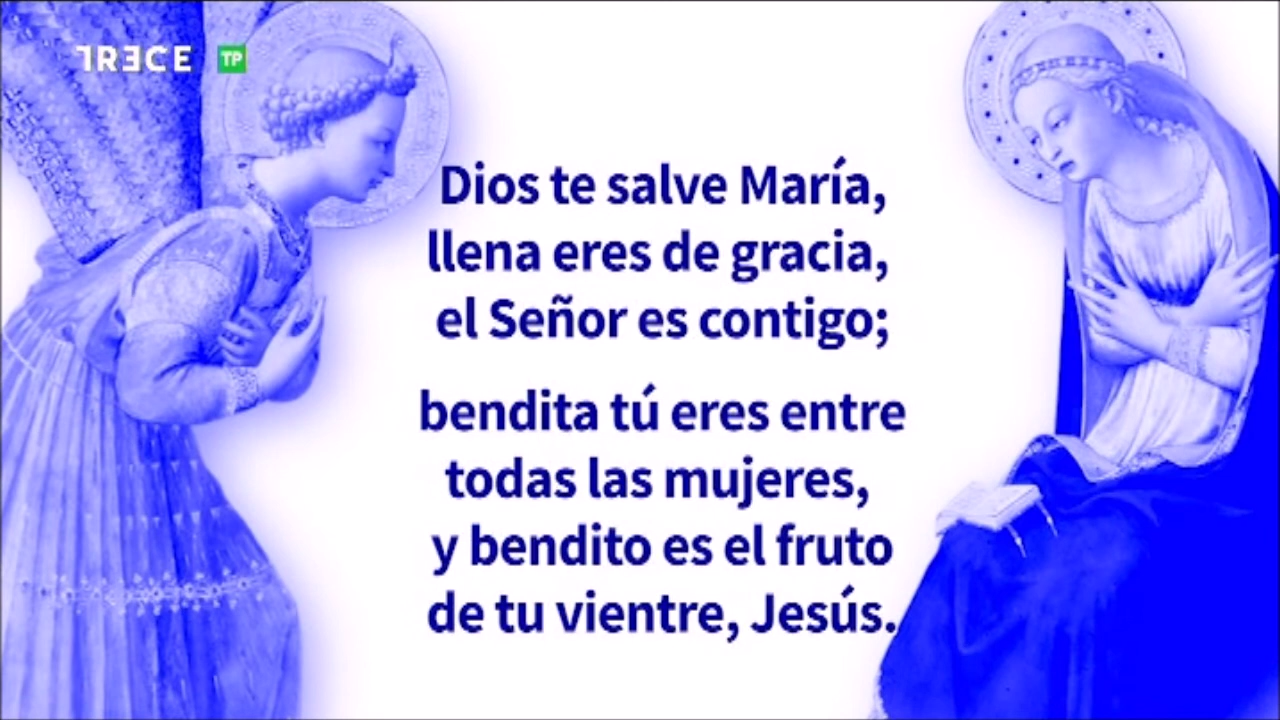 TRECE TP
Dios te salve María,
llena eres de gracia,
el Señor es contigo;
bendita tú eres entre
todas las mujeres,
y bendito es el fruto
de tu vientre, Jesús.